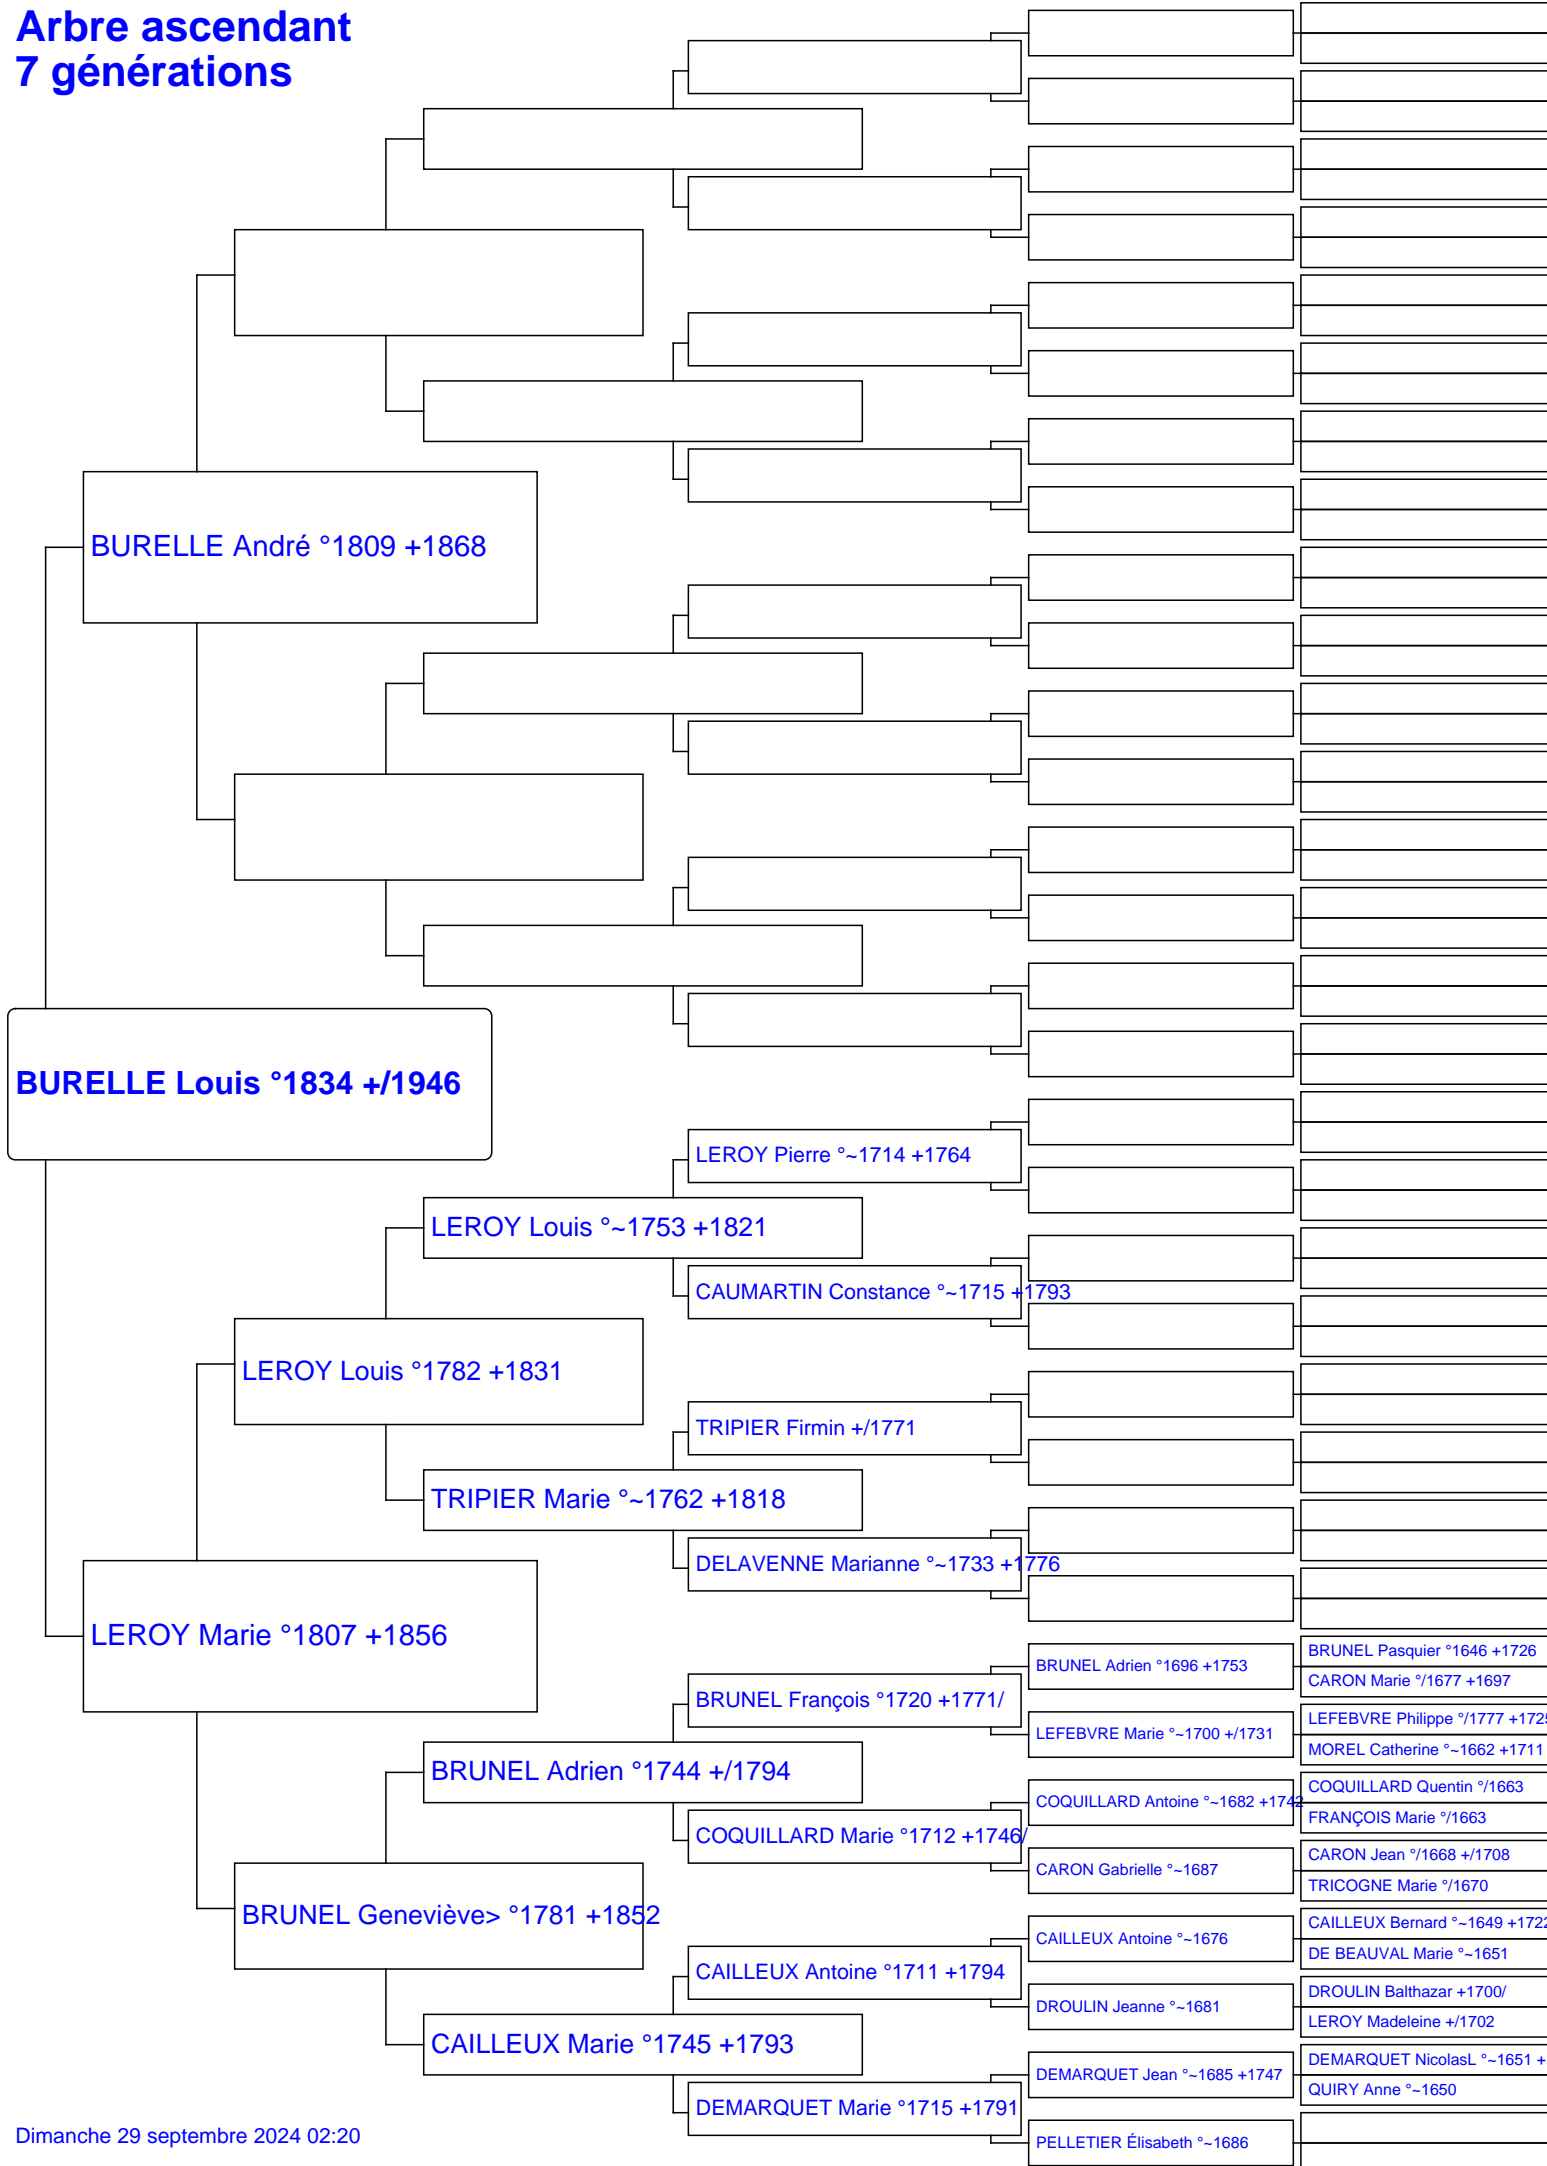 Arbre ascendant
7 générations
BURELLE André °1809 +1868
BURELLE Louis °1834 +/1946
LEROY Pierre °~1714 +1764
LEROY Louis °~1753 +1821
CAUMARTIN Constance °~1715 +1793
LEROY Louis °1782 +1831
TRIPIER Firmin +/1771
TRIPIER Marie °~1762 +1818
DELAVENNE Marianne °~1733 +1776
LEROY Marie °1807 +1856
BRUNEL Pasquier °1646 +1726
BRUNEL Adrien °1696 +1753
CARON Marie °/1677 +1697
BRUNEL François °1720 +1771/
LEFEBVRE Philippe °/1777 +1725
LEFEBVRE Marie °~1700 +/1731
MOREL Catherine °~1662 +1711
BRUNEL Adrien °1744 +/1794
COQUILLARD Quentin °/1663
COQUILLARD Antoine °~1682 +1742
FRANÇOIS Marie °/1663
COQUILLARD Marie °1712 +1746/
CARON Jean °/1668 +/1708
CARON Gabrielle °~1687
TRICOGNE Marie °/1670
BRUNEL Geneviève> °1781 +1852
CAILLEUX Bernard °~1649 +1722
CAILLEUX Antoine °~1676
DE BEAUVAL Marie °~1651
CAILLEUX Antoine °1711 +1794
DROULIN Balthazar +1700/
DROULIN Jeanne °~1681
LEROY Madeleine +/1702
CAILLEUX Marie °1745 +1793
DEMARQUET NicolasL °~1651 +
DEMARQUET Jean °~1685 +1747
QUIRY Anne °~1650
DEMARQUET Marie °1715 +1791
PELLETIER Élisabeth °~1686
Dimanche 29 septembre 2024 02:20